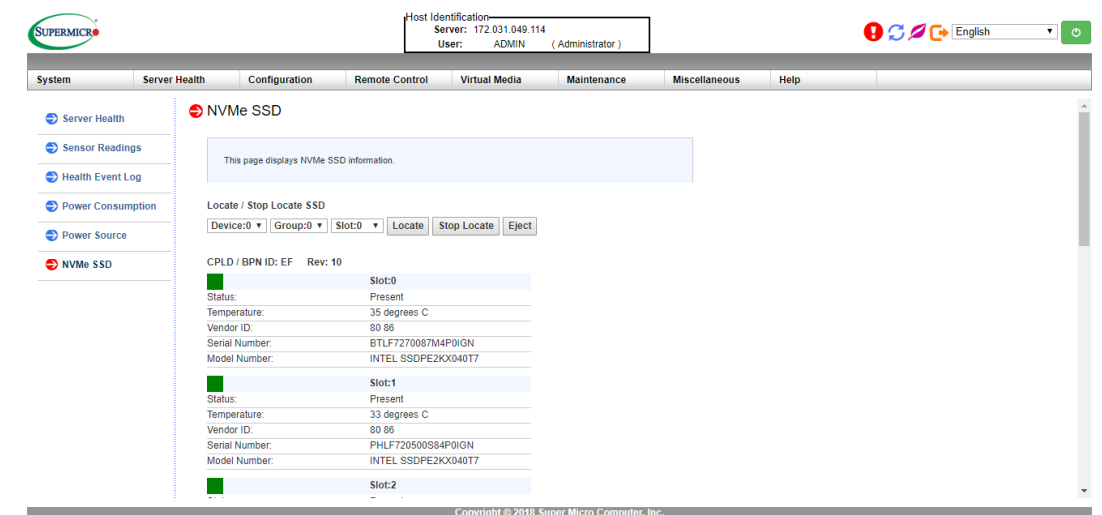 SUPERMICR
Host Identification
Server: 172.031.049.114
User: ADMIN ( Administrator )
English
System Server Health Configuration Remote Control Virtual Media Maintenance Miscellaneous Help
Server Health
Sensor Readings
Health Event Log
Power Consumption
Power Source
NVMe SSD
NVMe SSD
This page displays NVMe SSD information.
Locate / Stop Locate SSD
Device:0 Group:0 Slot:0 Locate Stop Locate Eject
CPLD / BPN ID: EF Rev: 10
Slot:0
Status: Present
Temperature: 35 degrees C
Vendor ID: 80 86
Serial Number: BTLF7270087M4P0IGN
Model Number: INTEL SSDPE2KX040T7
Slot:1
Status: Present
Temperature: 33 degrees C
Vendor ID: 80 86
Serial Number: PHLF720500S84P0IGN
Model Number: INTEL SSDPE2KX040T7
Slot:2
Copyright © 2018 Super Micro Computer, Inc.